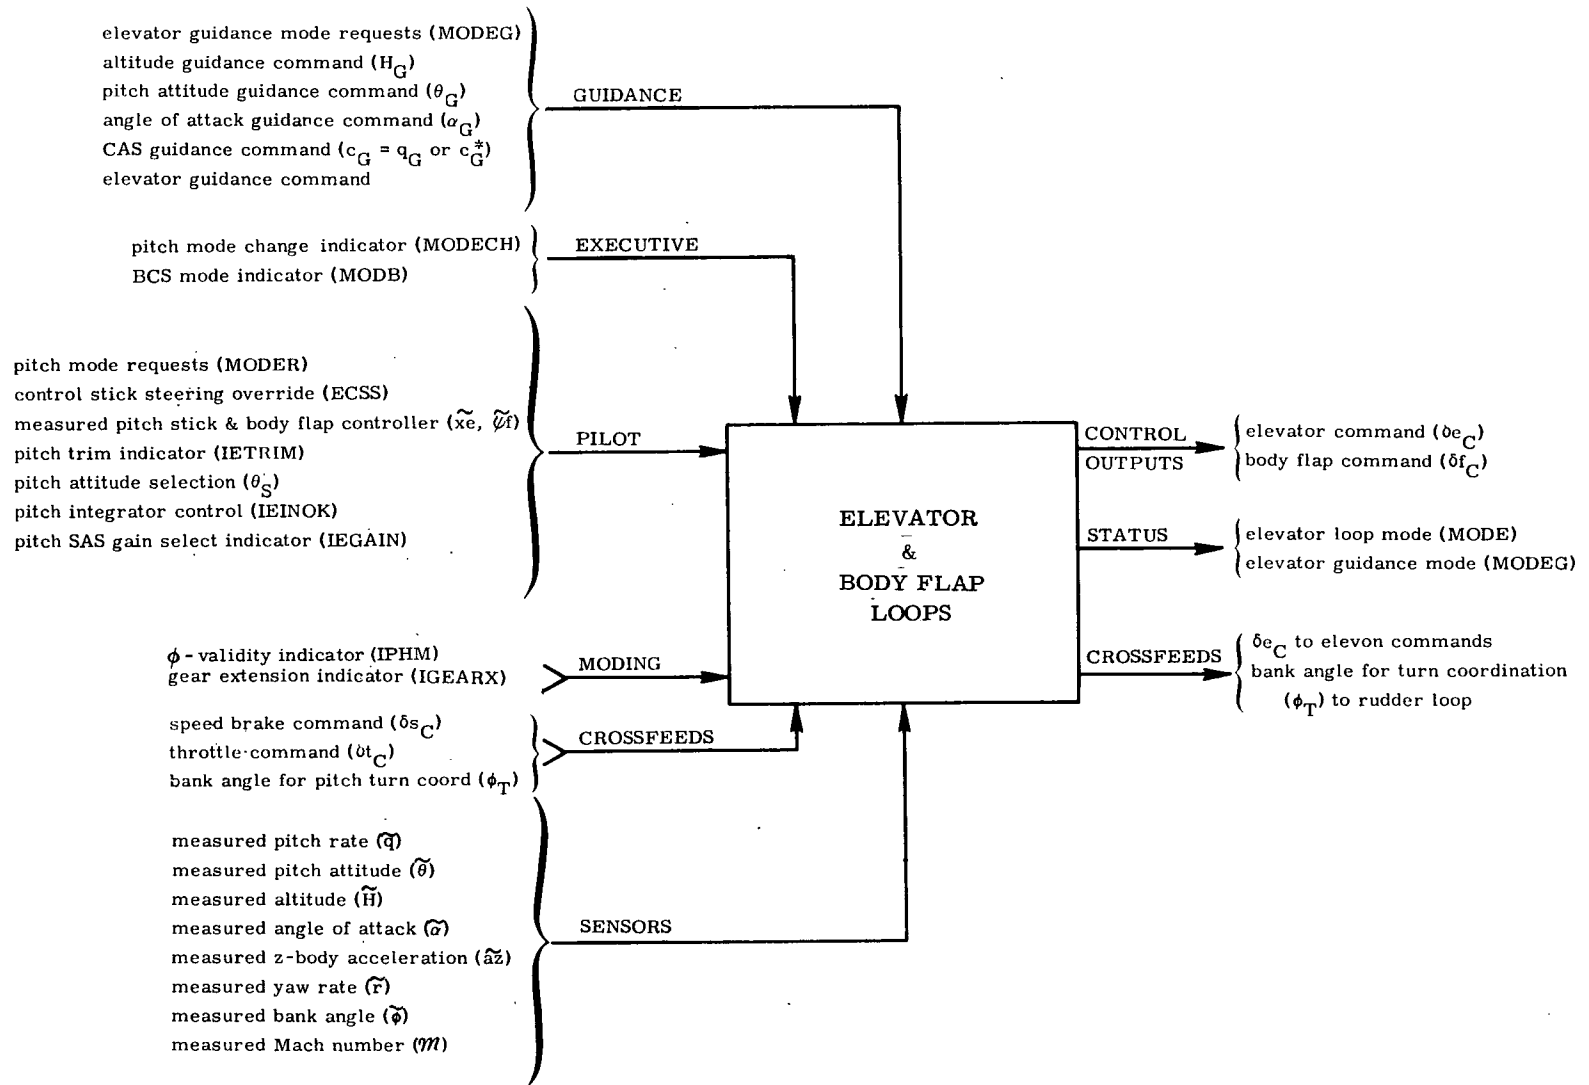 elevator guidance mode requests (MODEG)
altitude guidance command (H_G)
pitch attitude guidance command (θ_G)
angle of attack guidance command (α_G)
CAS guidance command (c_G = q_G or c_G*)
elevator guidance command
GUIDANCE
pitch mode change indicator (MODECH)
BCS mode indicator (MODB)
EXECUTIVE
pitch mode requests (MODER)
control stick steering override (ECSS)
measured pitch stick & body flap controller (x̃e, ψ̃f)
pitch trim indicator (IETRIM)
pitch attitude selection (θ_S)
pitch integrator control (IEINOK)
pitch SAS gain select indicator (IEGAIN)
PILOT
ϕ - validity indicator (IPHM)
gear extension indicator (IGEARX)
MODING
speed brake command (δs_C)
throttle command (δt_C)
bank angle for pitch turn coord (ϕ_T)
CROSSFEEDS
measured pitch rate (q̃)
measured pitch attitude (θ̃)
measured altitude (H̃)
measured angle of attack (α̃)
measured z-body acceleration (ãz̃)
measured yaw rate (r̃)
measured bank angle (ϕ̃)
measured Mach number (ℳ)
SENSORS
ELEVATOR
&
BODY FLAP
LOOPS
CONTROL
OUTPUTS
elevator command (δe_C)
body flap command (δf_C)
STATUS
elevator loop mode (MODE)
elevator guidance mode (MODEG)
CROSSFEEDS
δe_C to elevon commands
bank angle for turn coordination
(ϕ_T) to rudder loop